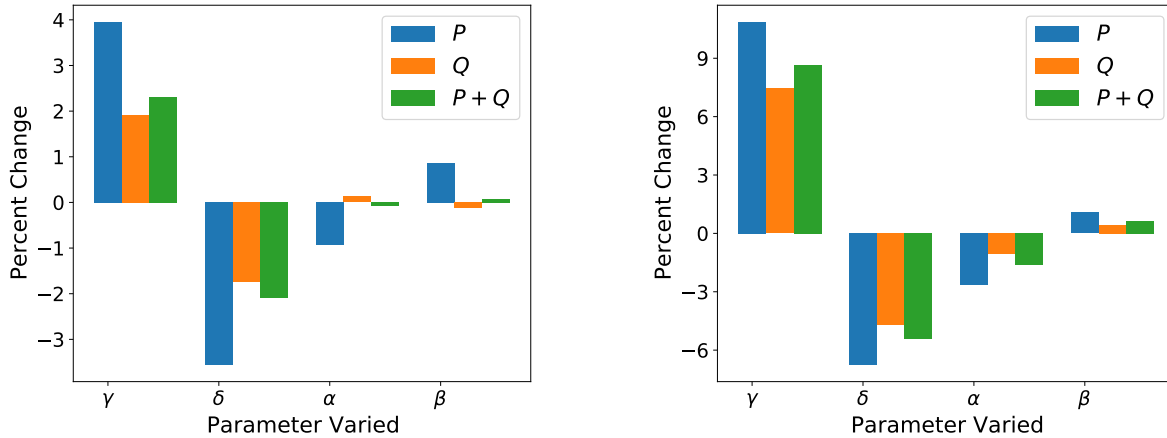 4
3
2
1
0
−1
−2
−3
Percent Change
P
Q
P + Q
γ δ α β
Parameter Varied
9
6
3
0
−3
−6
Percent Change
P
Q
P + Q
γ δ α β
Parameter Varied